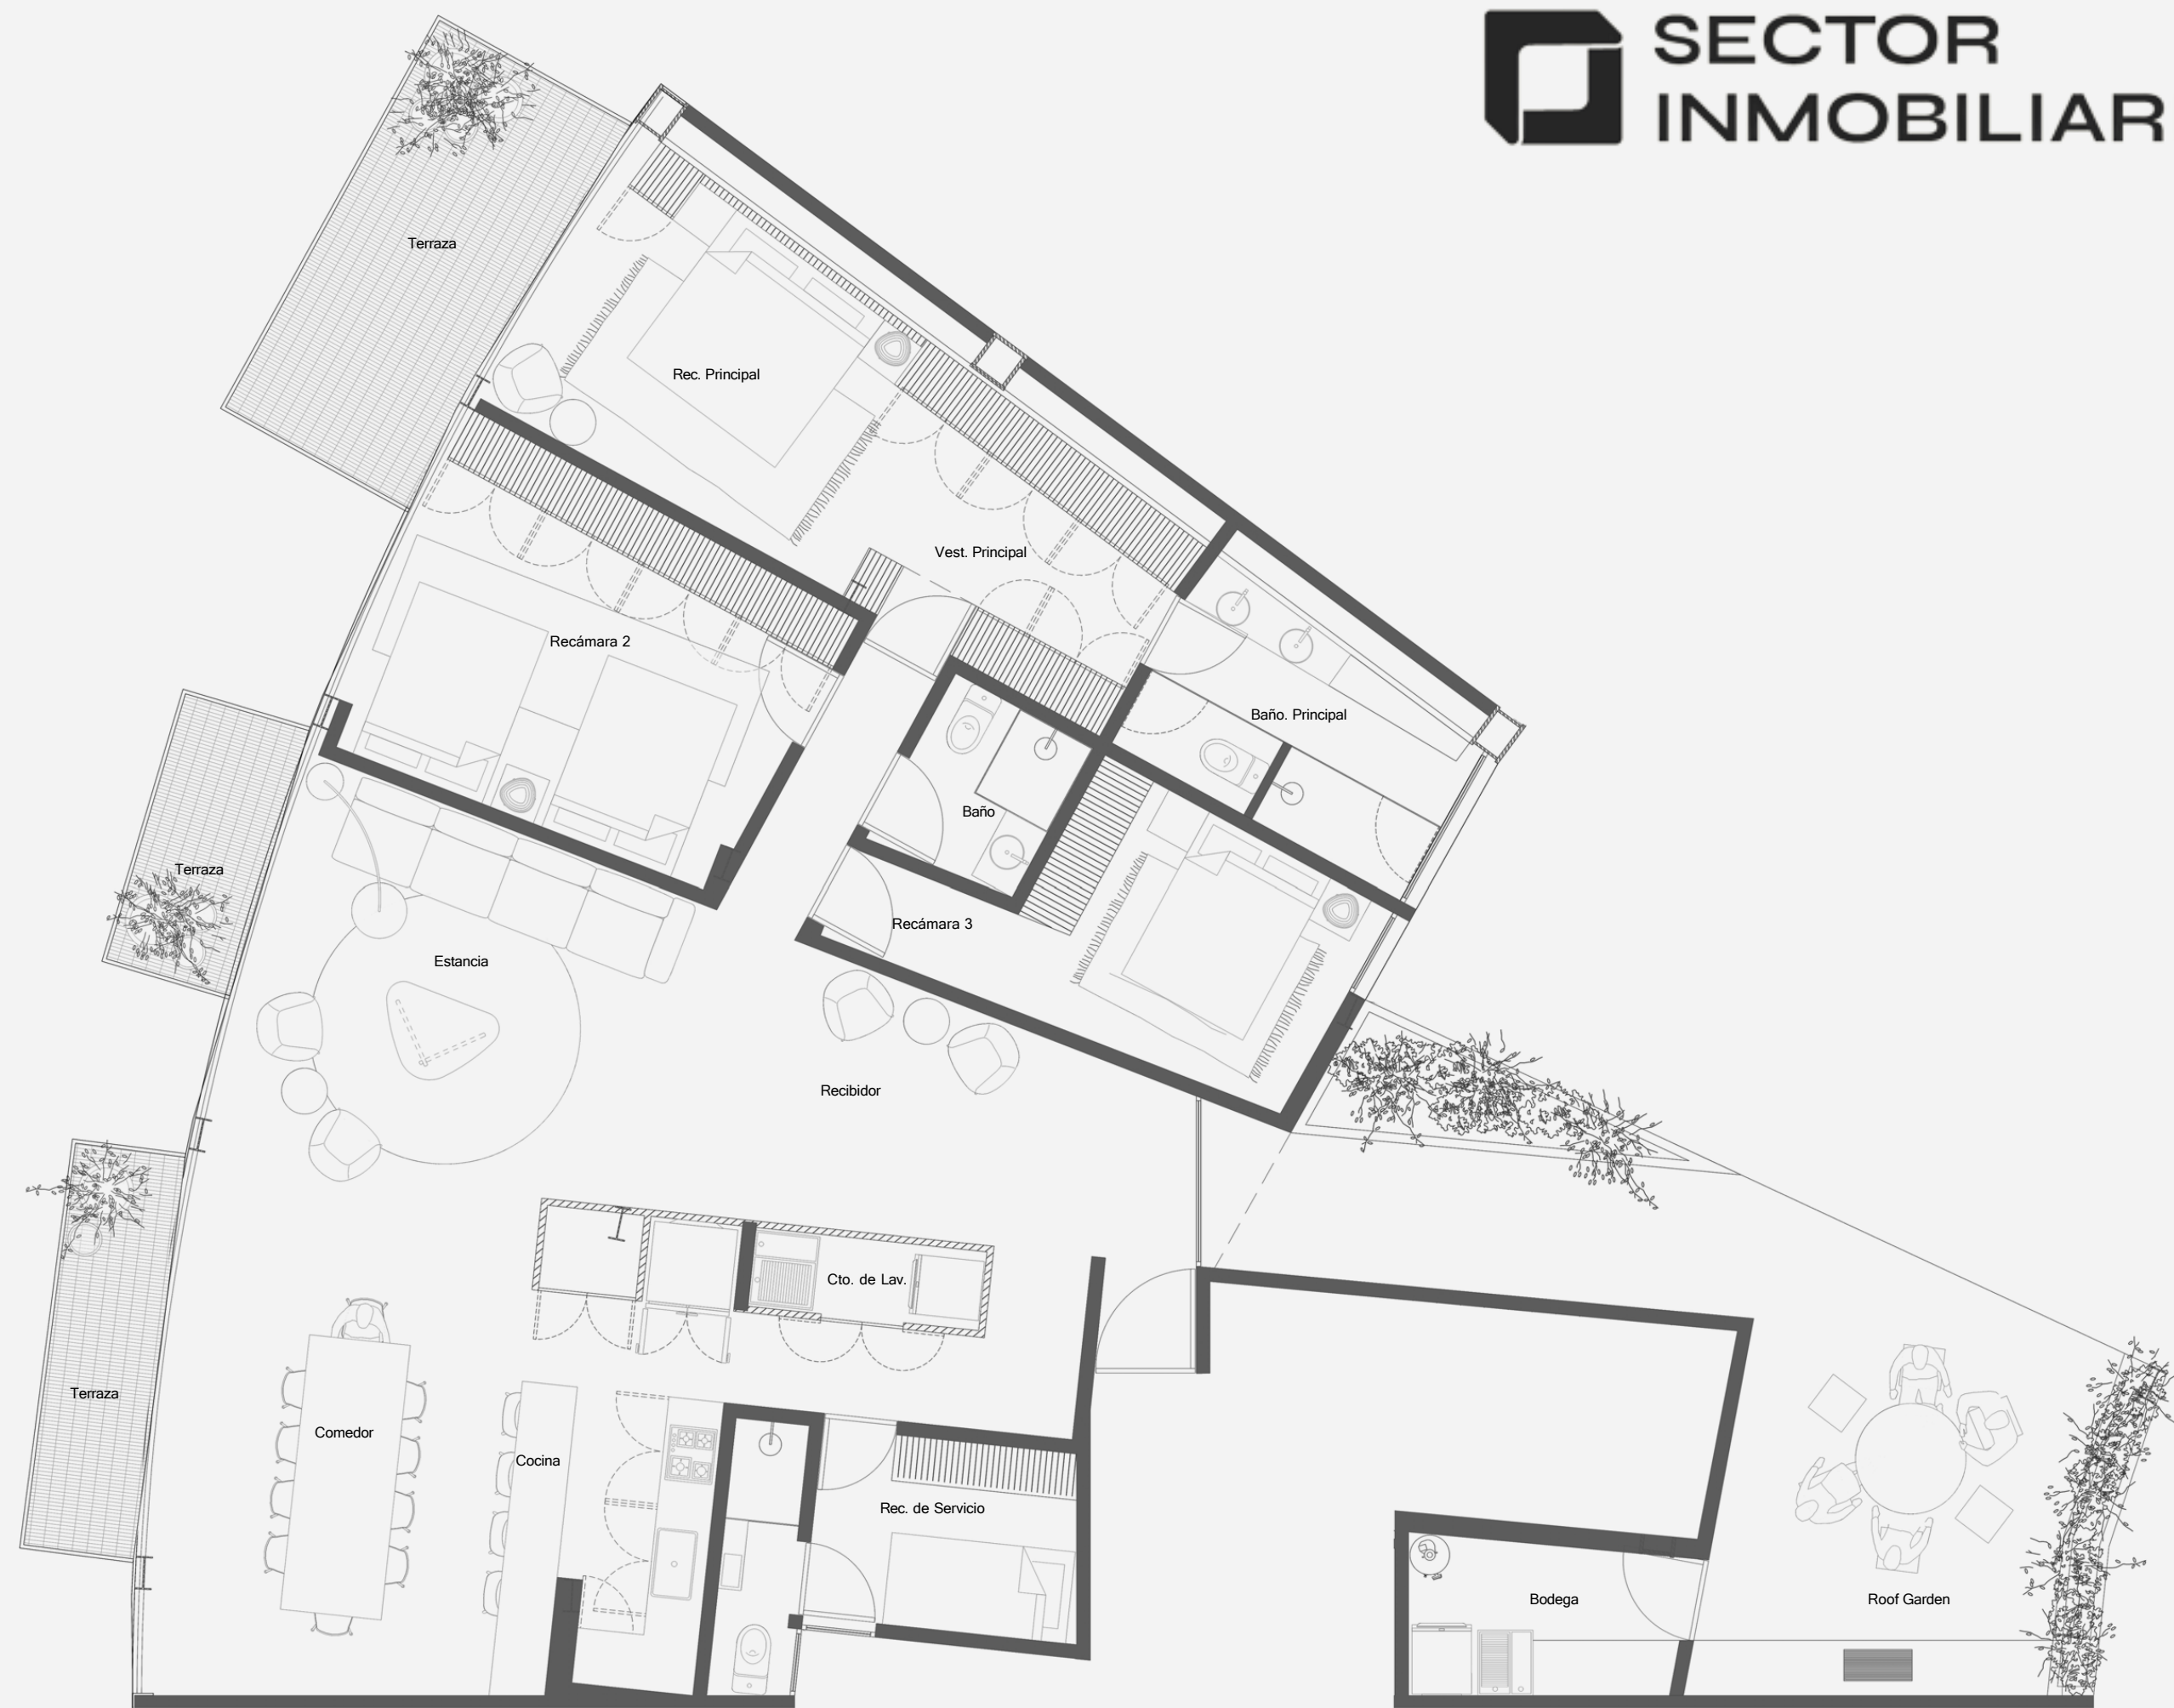 SECTOR
INMOBILIAR
Terraza
Rec. Principal
Vest. Principal
Recámara 2
Baño. Principal
Baño
Terraza
Recámara 3
Estancia
Recibidor
Cto. de Lav.
Terraza
Comedor
Cocina
Rec. de Servicio
Bodega
Roof Garden